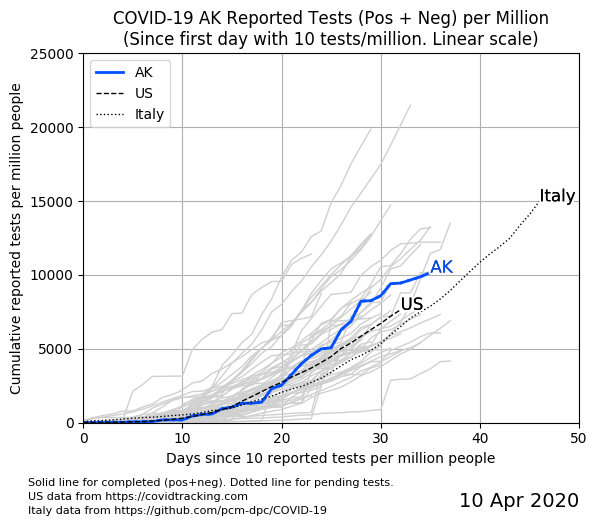 COVID-19 AK Reported Tests (Pos + Neg) per Million
(Since first day with 10 tests/million. Linear scale)
Cumulative reported tests per million people
25000
20000
15000
10000
5000
0
AK
US
Italy
Italy
AK
US
0 10 20 30 40 50
Days since 10 reported tests per million people
Solid line for completed (pos+neg). Dotted line for pending tests.
US data from https://covidtracking.com
Italy data from https://github.com/pcm-dpc/COVID-19
10 Apr 2020